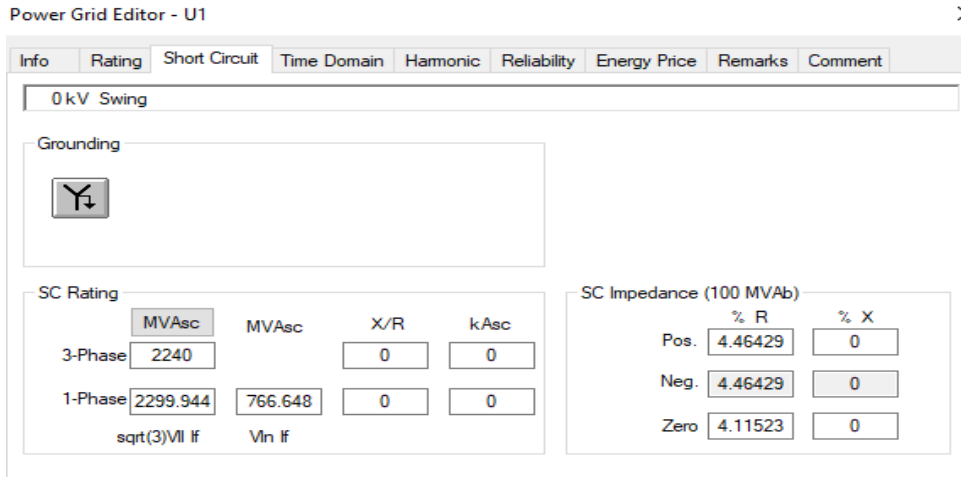 Power Grid Editor - U1
Info Rating Short Circuit Time Domain Harmonic Reliability Energy Price Remarks Comment
0 kV Swing
Grounding
SC Rating
MVAsc MVAsc X/R kAsc
3-Phase 2240 0 0
1-Phase 2299.944 766.648 0 0
sqrt(3)Vll If Vln If
SC Impedance (100 MVAb)
% R % X
Pos. 4.46429 0
Neg. 4.46429 0
Zero 4.11523 0